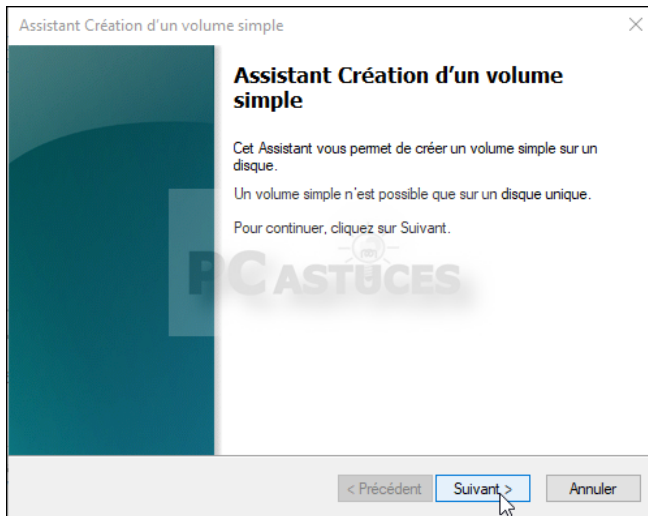 Assistant Création d'un volume simple
Assistant Création d'un volume
simple
Cet Assistant vous permet de créer un volume simple sur un
disque.
Un volume simple n'est possible que sur un disque unique.
Pour continuer, cliquez sur Suivant.
PC ASTUCES
< Précédent
Suivant >
Annuler